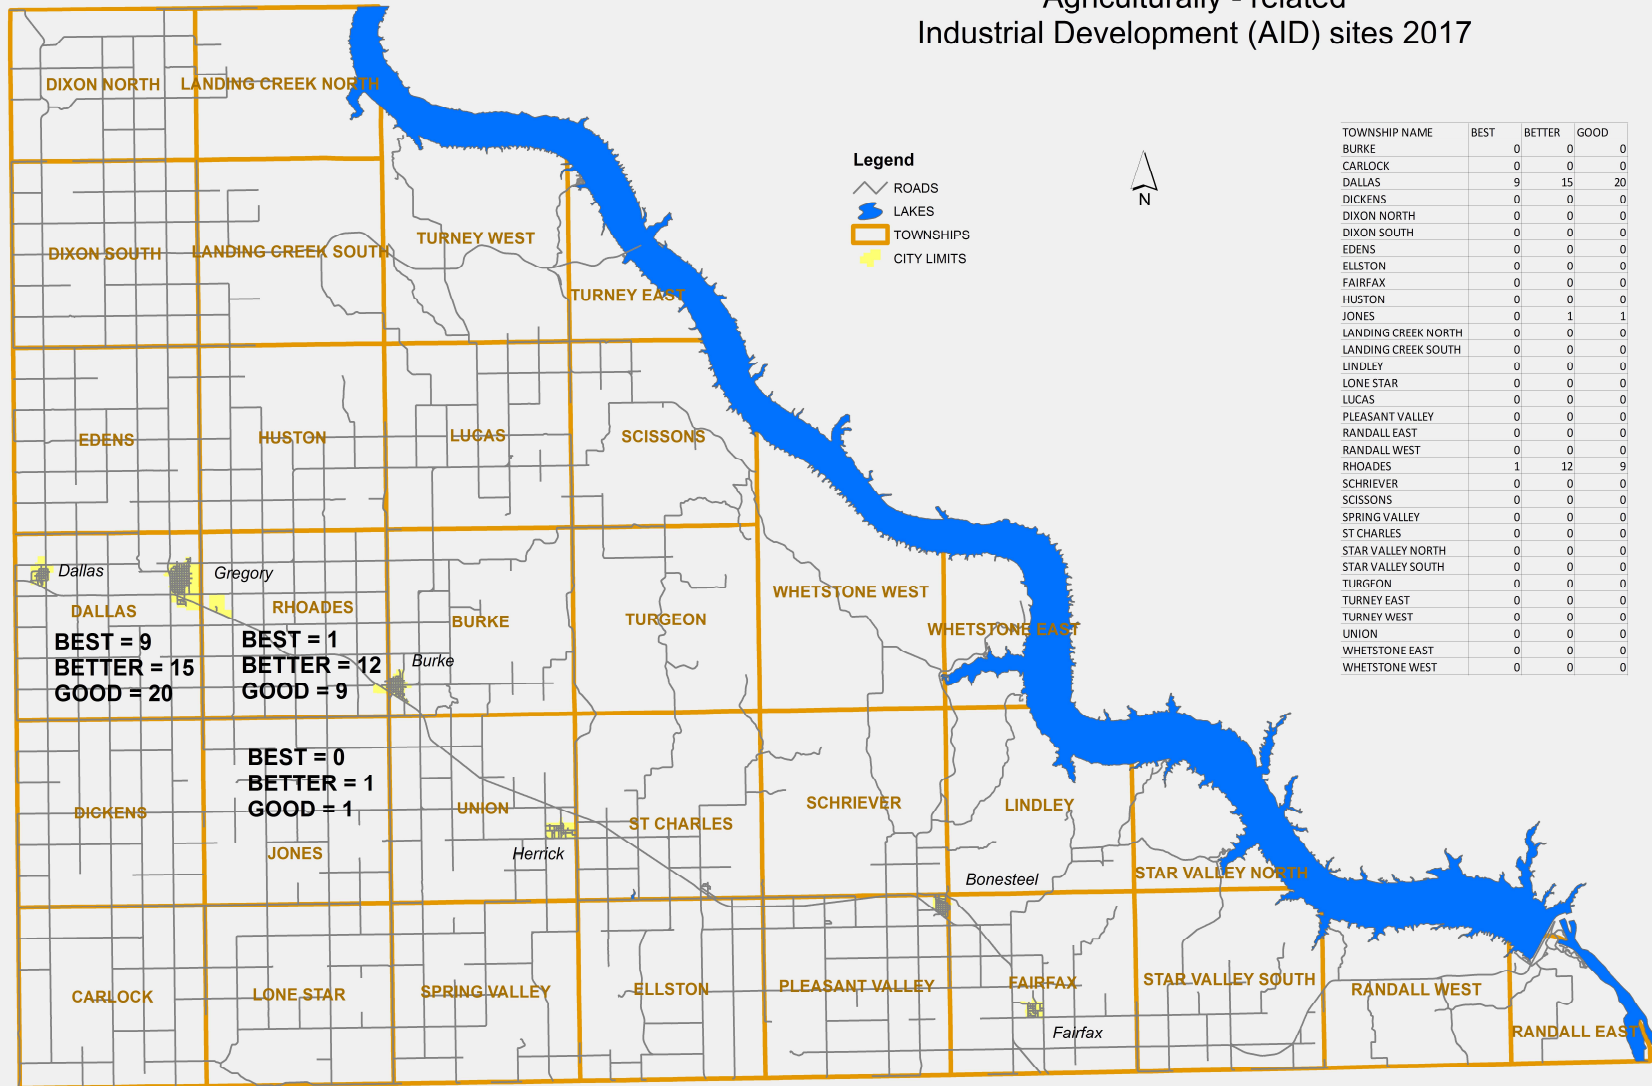 Agriculturally - related
Industrial Development (AID) sites 2017
Legend
ROADS
LAKES
TOWNSHIPS
CITY LIMITS
N
TOWNSHIP NAME BEST BETTER GOOD
BURKE 0 0 0
CARLOCK 0 0 0
DALLAS 9 15 20
DICKENS 0 0 0
DIXON NORTH 0 0 0
DIXON SOUTH 0 0 0
EDENS 0 0 0
ELLSTON 0 0 0
FAIRFAX 0 0 0
HUSTON 0 0 0
JONES 0 1 1
LANDING CREEK NORTH 0 0 0
LANDING CREEK SOUTH 0 0 0
LINDLEY 0 0 0
LONE STAR 0 0 0
LUCAS 0 0 0
PLEASANT VALLEY 0 0 0
RANDALL EAST 0 0 0
RANDALL WEST 0 0 0
RHOADES 1 12 9
SCHRIEVER 0 0 0
SCISSONS 0 0 0
SPRING VALLEY 0 0 0
ST CHARLES 0 0 0
STAR VALLEY NORTH 0 0 0
STAR VALLEY SOUTH 0 0 0
TURGEON 0 0 0
TURNEY EAST 0 0 0
TURNEY WEST 0 0 0
UNION 0 0 0
WHETSTONE EAST 0 0 0
WHETSTONE WEST 0 0 0
DIXON NORTH
LANDING CREEK NORTH
DIXON SOUTH
LANDING CREEK SOUTH
TURNEY WEST
TURNEY EAST
EDENS
HUSTON
LUCAS
SCISSONS
Dallas
Gregory
DALLAS
RHOADES
BURKE
TURGEON
WHETSTONE WEST
WHETSTONE EAST
BEST = 9
BETTER = 15
GOOD = 20
BEST = 1
BETTER = 12
GOOD = 9
Burke
BEST = 0
BETTER = 1
GOOD = 1
DICKENS
JONES
UNION
Herrick
ST CHARLES
SCHRIEVER
LINDLEY
Bonesteel
STAR VALLEY NORTH
CARLOCK
LONE STAR
SPRING VALLEY
ELLSTON
PLEASANT VALLEY
FAIRFAX
Fairfax
STAR VALLEY SOUTH
RANDALL WEST
RANDALL EAST